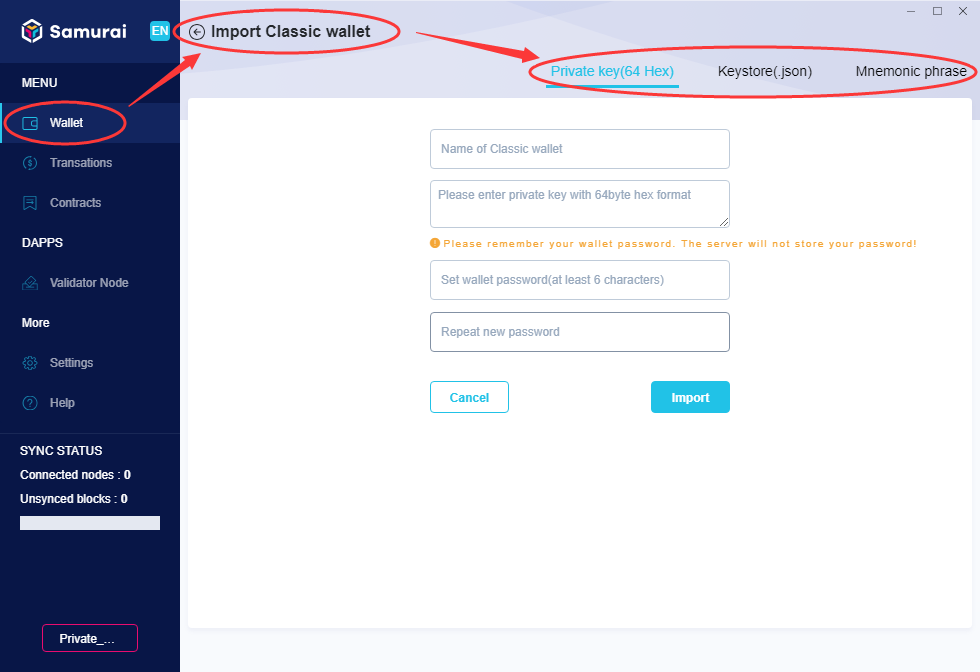 Samurai
EN
MENU
Wallet
Transations
Contracts
DAPPS
Validator Node
More
Settings
Help
SYNC STATUS
Connected nodes : 0
Unsynced blocks : 0
Private_...
Import Classic wallet
Private key(64 Hex) Keystore(.json) Mnemonic phrase
Name of Classic wallet
Please enter private key with 64byte hex format
Please remember your wallet password. The server will not store your password!
Set wallet password(at least 6 characters)
Repeat new password
Cancel Import